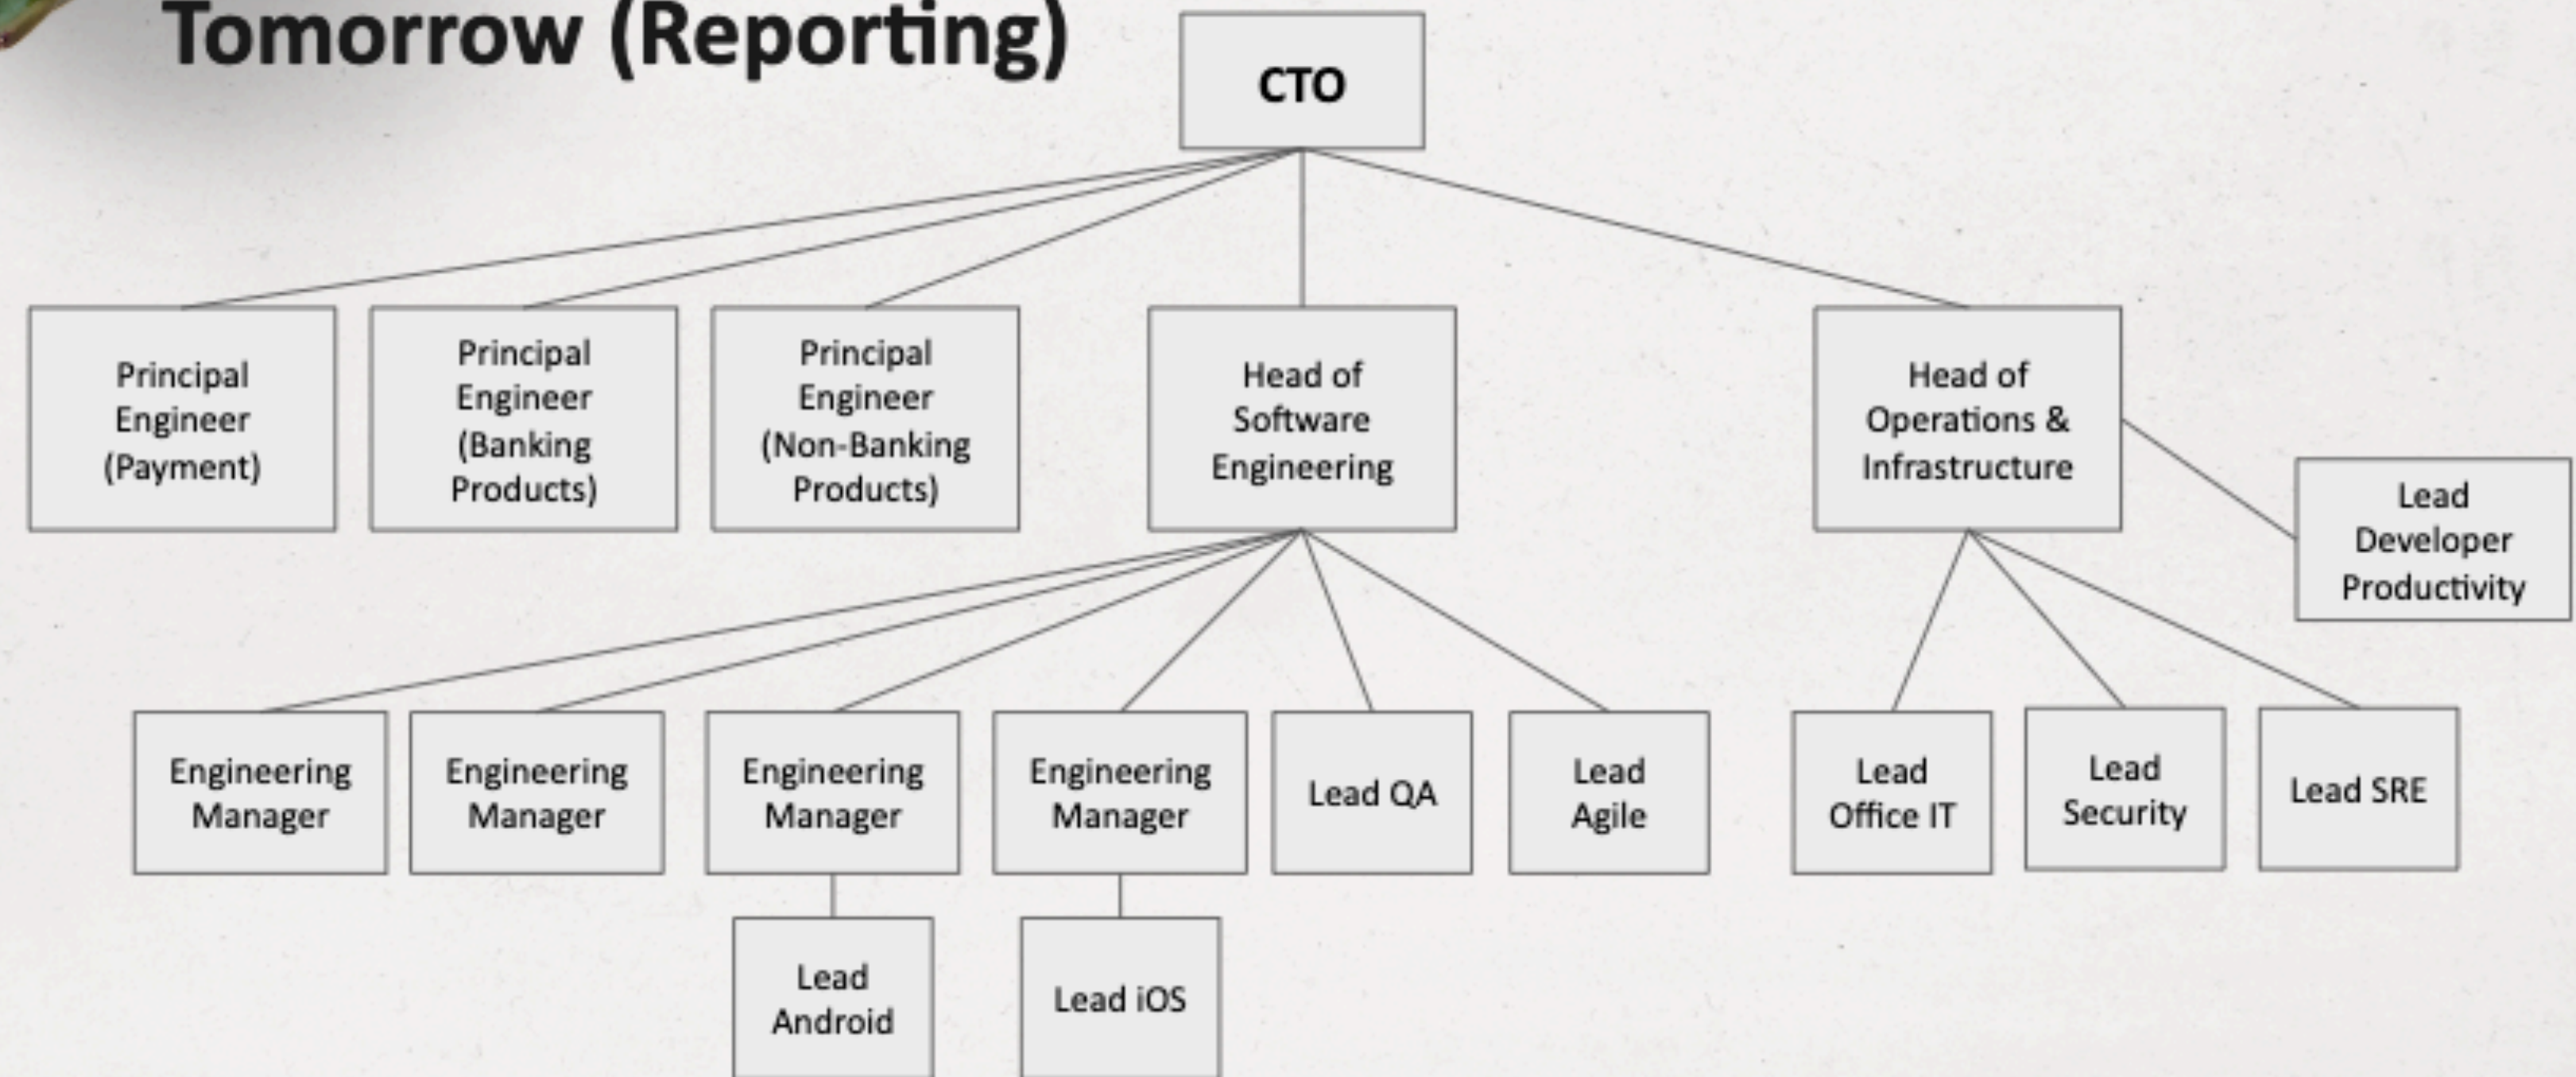 Tomorrow (Reporting)
CTO
Principal
Engineer
(Payment)
Principal
Engineer
(Banking
Products)
Principal
Engineer
(Non-Banking
Products)
Head of
Software
Engineering
Head of
Operations &
Infrastructure
Lead
Developer
Productivity
Engineering
Manager
Engineering
Manager
Engineering
Manager
Engineering
Manager
Lead QA
Lead
Agile
Lead
Office IT
Lead
Security
Lead SRE
Lead
Android
Lead iOS